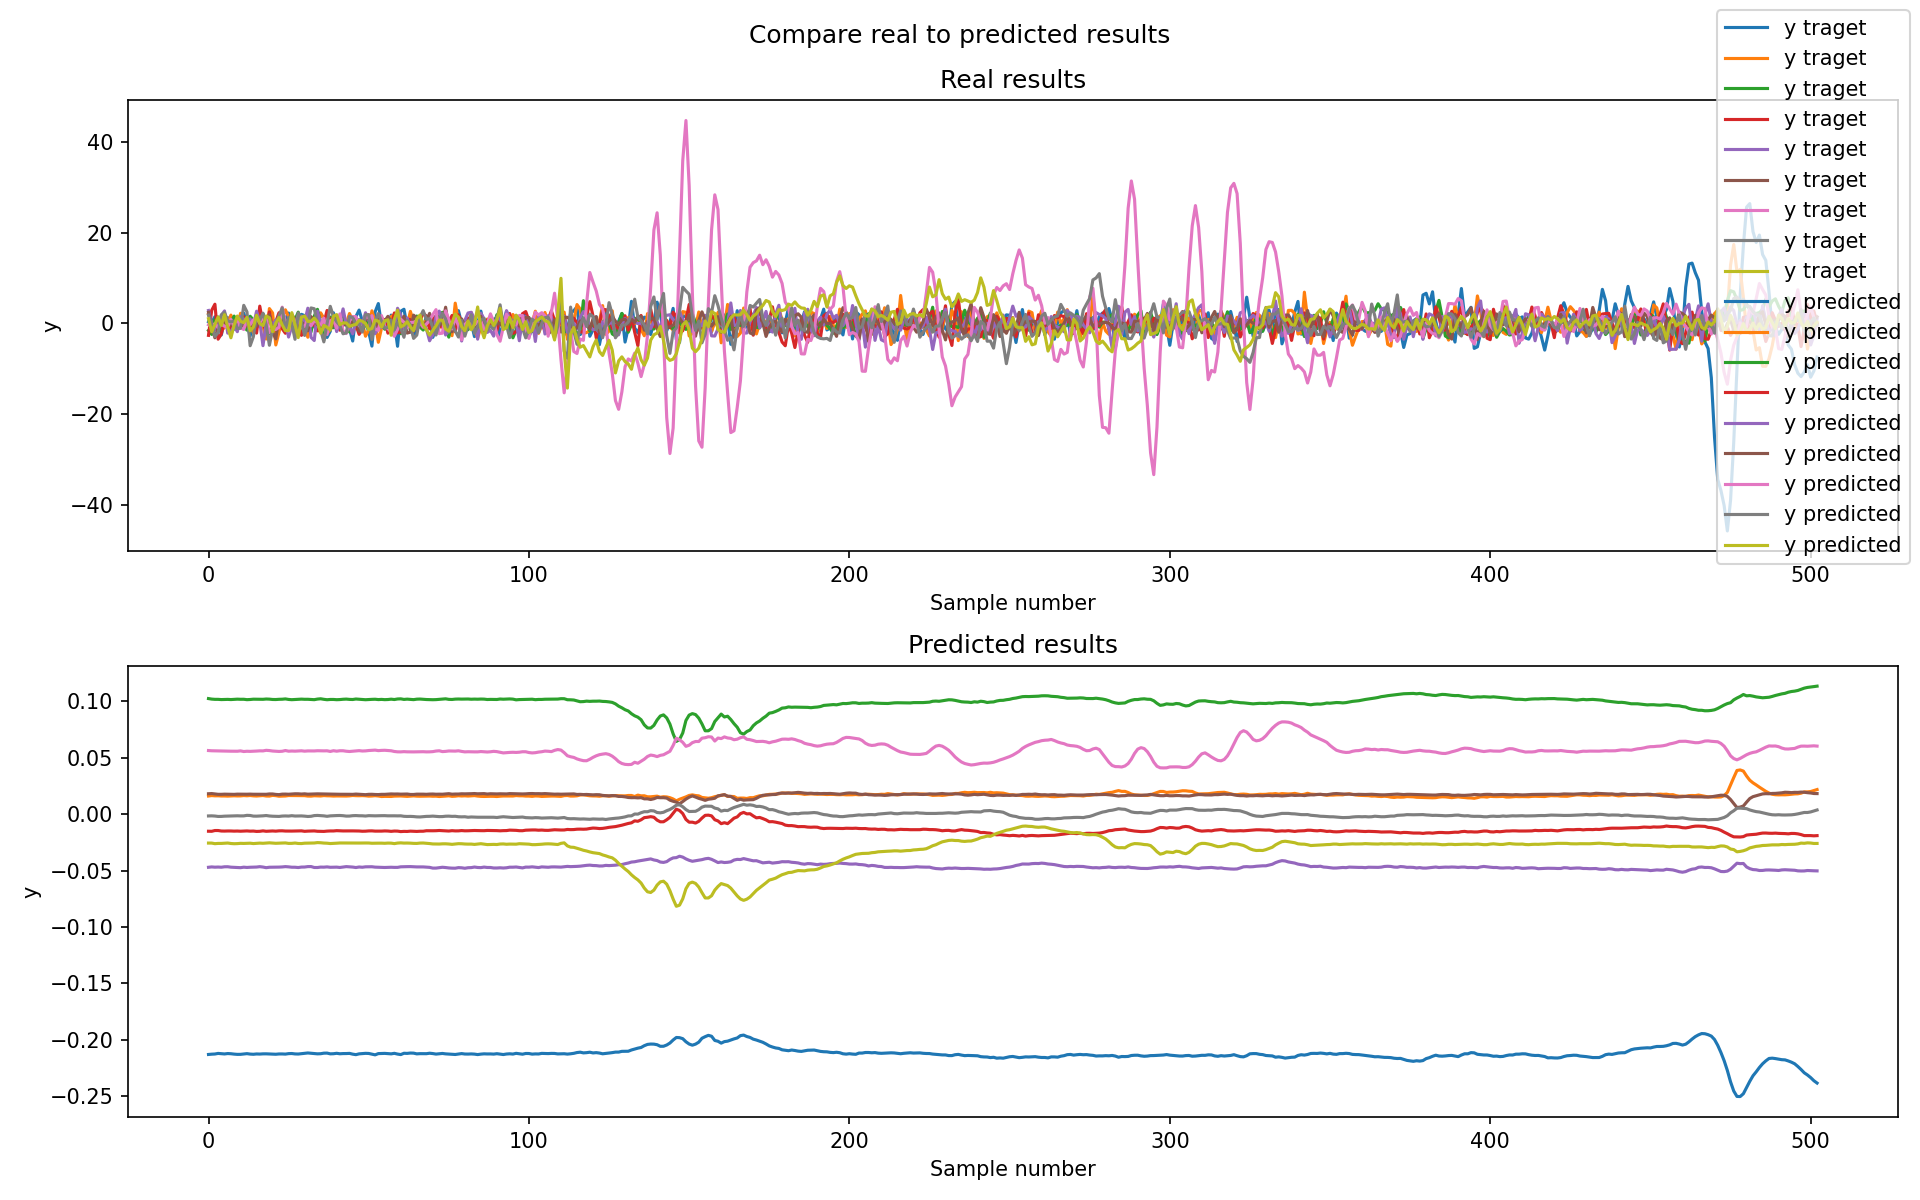 Compare real to predicted results
Real results
y traget
y traget
y traget
y traget
y traget
y traget
y traget
y traget
y traget
y predicted
y predicted
y predicted
y predicted
y predicted
y predicted
y predicted
y predicted
y predicted
40
20
0
−20
−40
y
0
100
200
300
400
500
Sample number
Predicted results
0.10
0.05
0.00
−0.05
−0.10
−0.15
−0.20
−0.25
y
0
100
200
300
400
500
Sample number